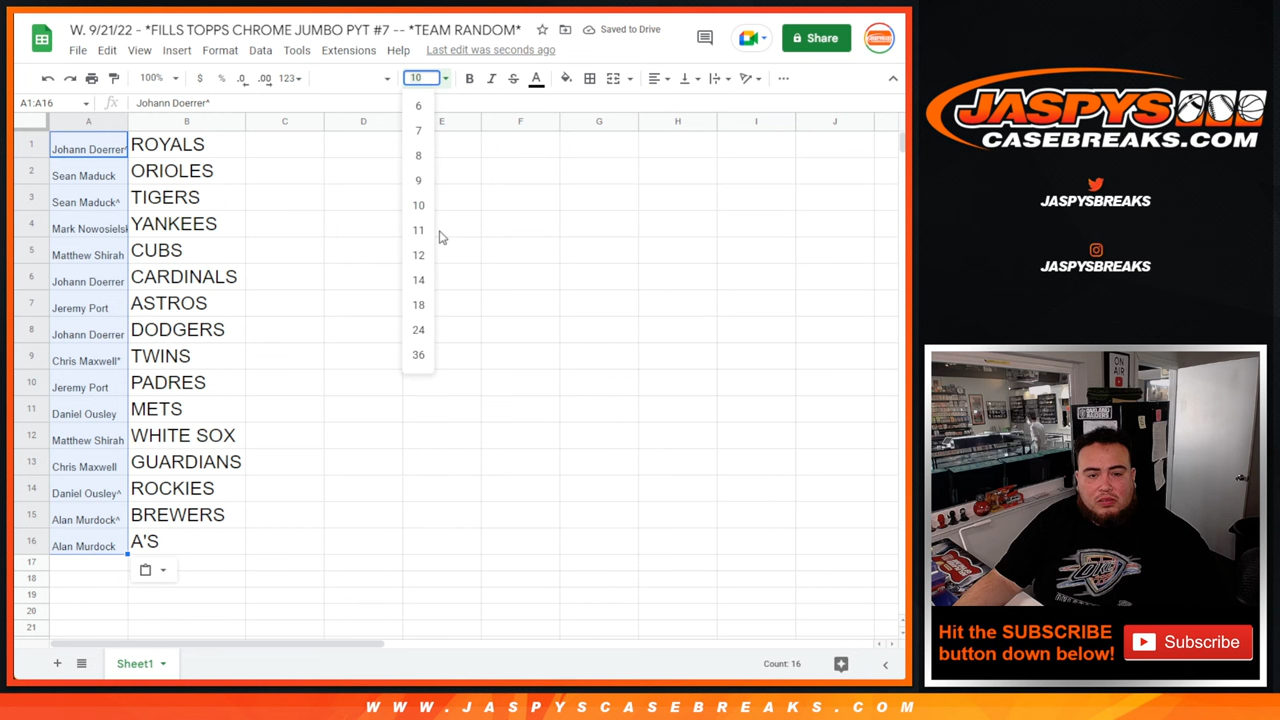 W. 9/21/22 - *FILLS TOPPS CHROME JUMBO PYT #7 -- *TEAM RANDOM*
Saved to Drive
Share
File Edit View Insert Format Data Tools Extensions Help Last edit was seconds ago
100% $ % .0 .00 123 10 B I S A
A1:A16 fx Johann Doerrer^
A B C D E F G H I J
1 Johann Doerrer^ ROYALS
2 Sean Maduck ORIOLES
3 Sean Maduck^ TIGERS
4 Mark Nowosielsk YANKEES
5 Matthew Shirah CUBS
6 Johann Doerrer CARDINALS
7 Jeremy Port ASTROS
8 Johann Doerrer DODGERS
9 Chris Maxwell* TWINS
10 Jeremy Port PADRES
11 Daniel Ousley METS
12 Matthew Shirah WHITE SOX
13 Chris Maxwell GUARDIANS
14 Daniel Ousley^ ROCKIES
15 Alan Murdock^ BREWERS
16 Alan Murdock A'S
17
18
19
20
21
6
7
8
9
10
11
12
14
18
24
36
Sheet1
Count: 16
JASPYS
CASEBREAKS.COM
JASPYSBREAKS
JASPYSBREAKS
ON
AIR
OKC
Hit the SUBSCRIBE
button down below!
Subscribe
WWW.JASPYSCASEBREAKS.COM